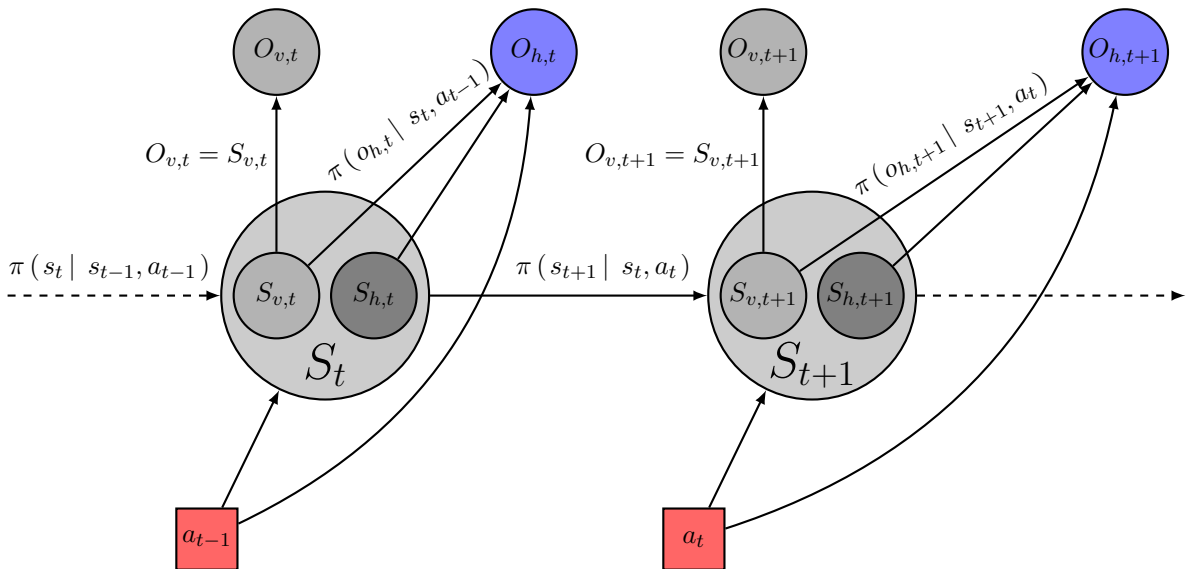 O_{v,t}
O_{h,t}
O_{v,t+1}
O_{h,t+1}
π(o_{h,t} | s_t, a_{t−1})
π(o_{h,t+1} | s_{t+1}, a_t)
O_{v,t} = S_{v,t}
O_{v,t+1} = S_{v,t+1}
π(s_t | s_{t−1}, a_{t−1})
π(s_{t+1} | s_t, a_t)
S_{v,t}
S_{h,t}
S_{v,t+1}
S_{h,t+1}
S_t
S_{t+1}
a_{t−1}
a_t